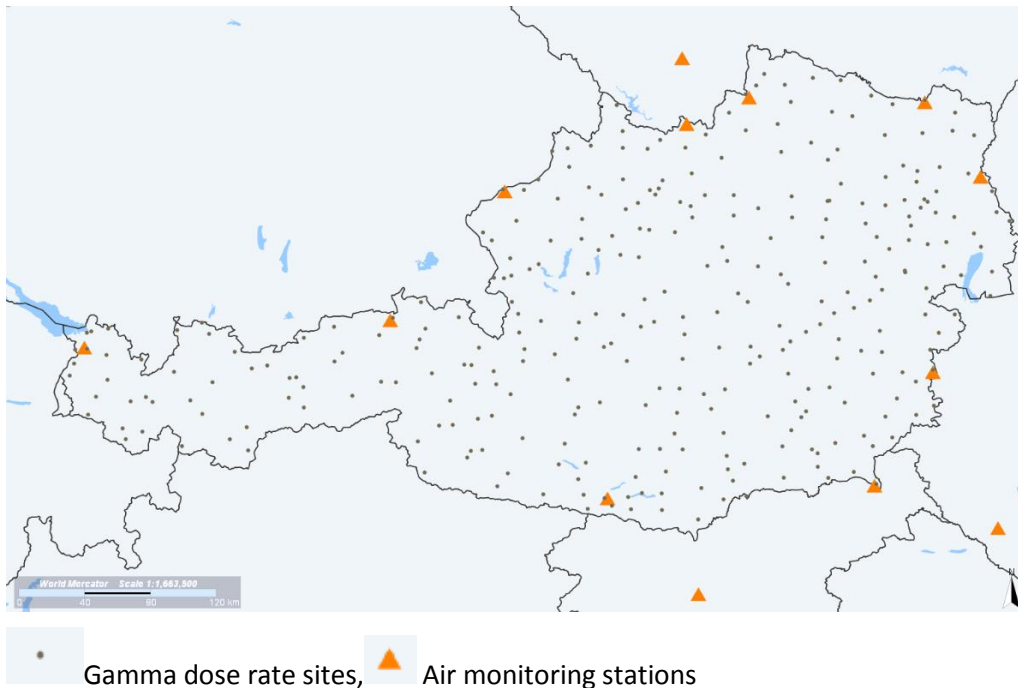 N
World Mercator Scale 1:1,663,500
0 40 80 120 km
Gamma dose rate sites, Air monitoring stations